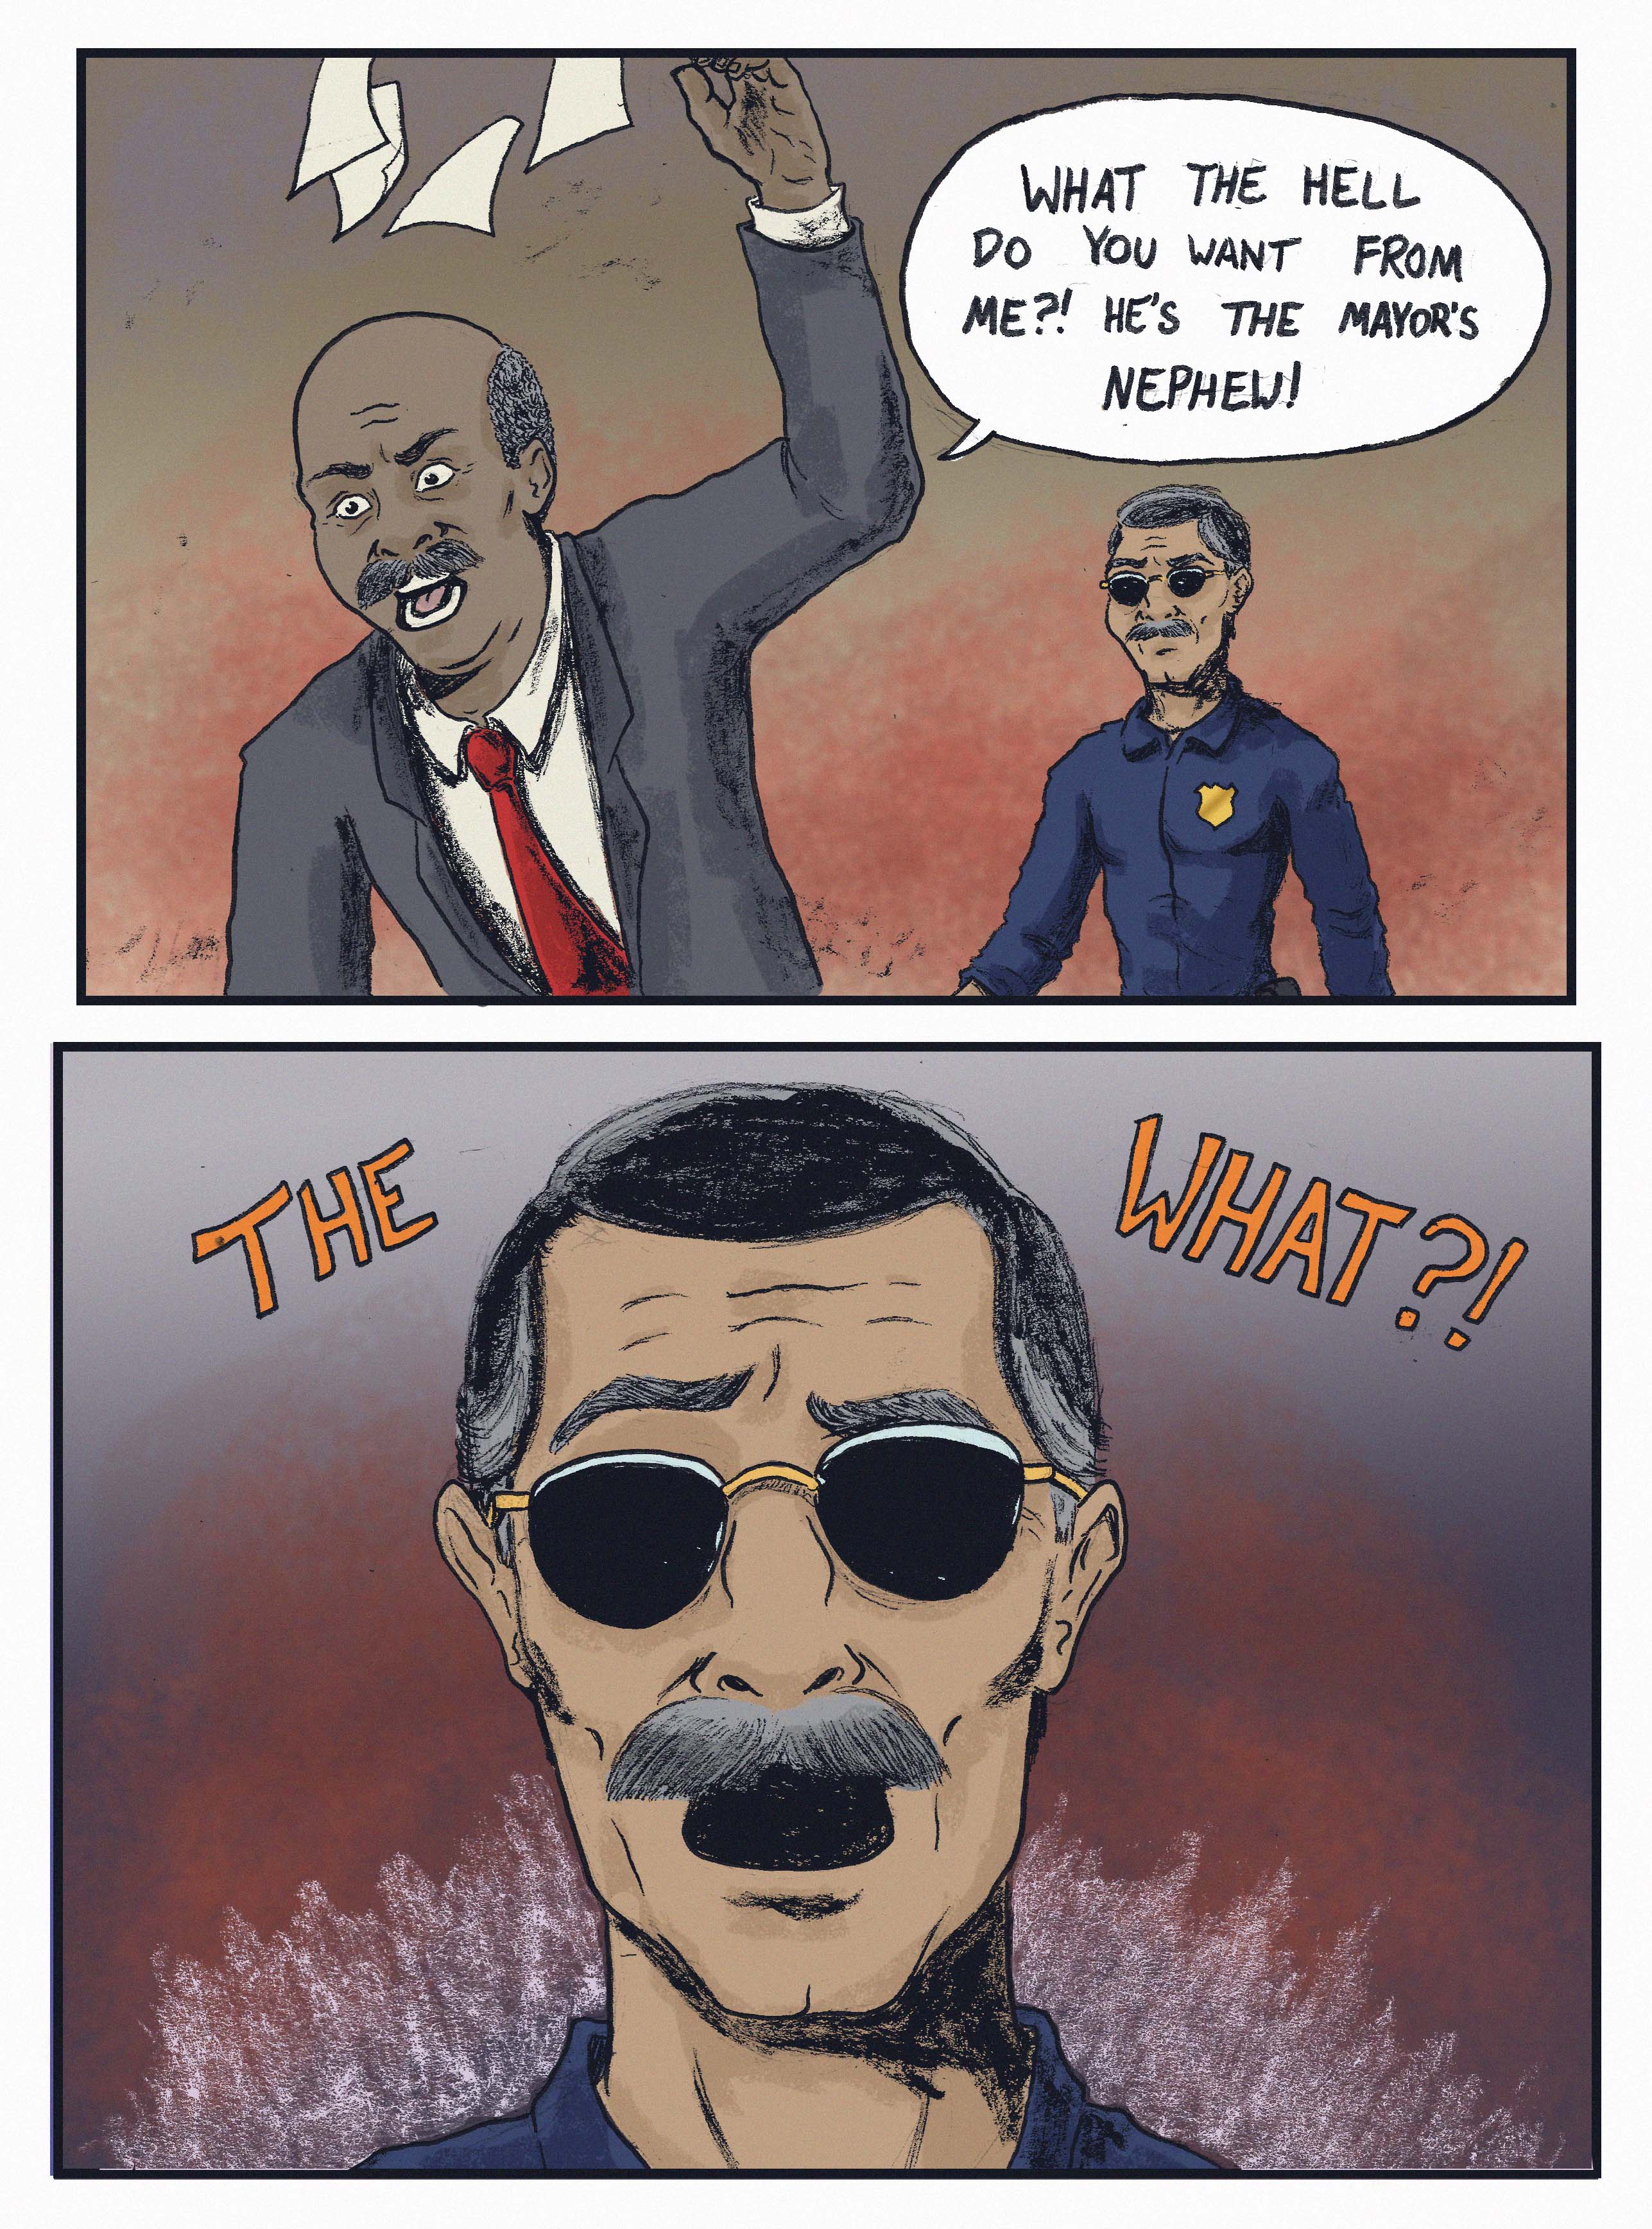 WHAT THE HELL
DO YOU WANT FROM
ME?! HE'S THE MAYOR'S
NEPHEW!
THE WHAT?!